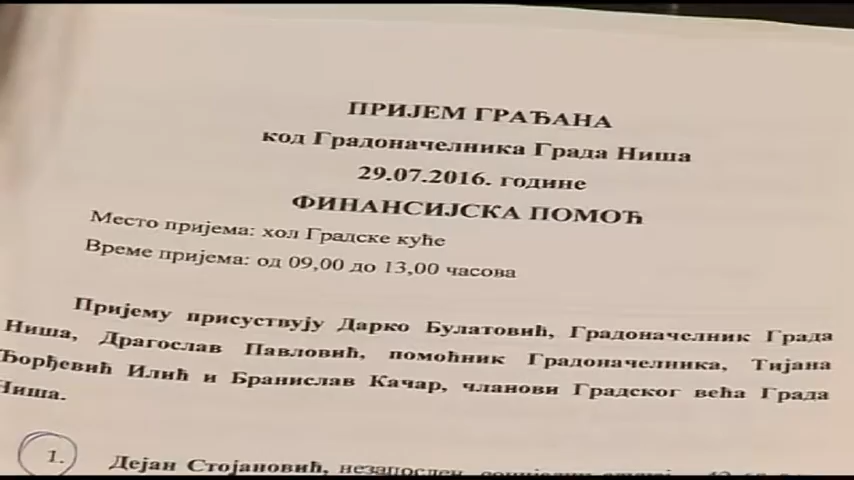 ПРИЈЕМ ГРАЂАНА
код Градоначелника Града Ниша
29.07.2016. године
ФИНАНСИЈСКА ПОМОЋ
Место пријема: хол Градске куће
Време пријема: од 09,00 до 13,00 часова
Пријему присуствују Дарко Булатовић, Градоначелник Града
Ниша, Драгослав Павловић, помоћник Градоначелника, Тијана
Ђорђевић Илић и Бранислав Качар, чланови Градског већа Града
Ниша.
1. Дејан Стојановић, незапослен,